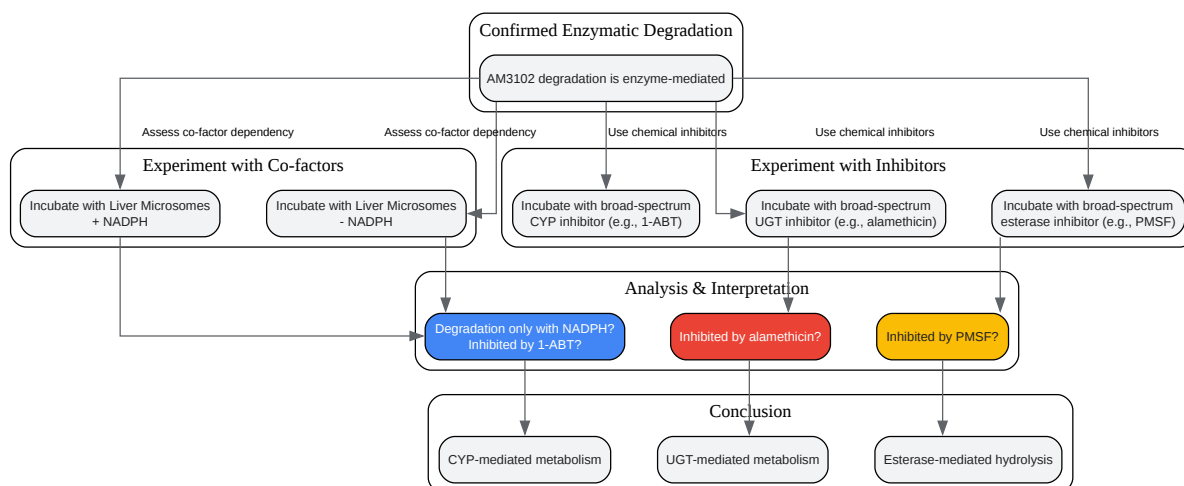 Confirmed Enzymatic Degradation
AM3102 degradation is enzyme-mediated
Assess co-factor dependency
Assess co-factor dependency
Use chemical inhibitors
Use chemical inhibitors
Use chemical inhibitors
Experiment with Co-factors
Experiment with Inhibitors
Incubate with Liver Microsomes
+ NADPH
Incubate with Liver Microsomes
- NADPH
Incubate with broad-spectrum
CYP inhibitor (e.g., 1-ABT)
Incubate with broad-spectrum
UGT inhibitor (e.g., alamethicin)
Incubate with broad-spectrum
esterase inhibitor (e.g., PMSF)
Analysis & Interpretation
Degradation only with NADPH?
Inhibited by 1-ABT?
Inhibited by alamethicin?
Inhibited by PMSF?
Conclusion
CYP-mediated metabolism
UGT-mediated metabolism
Esterase-mediated hydrolysis